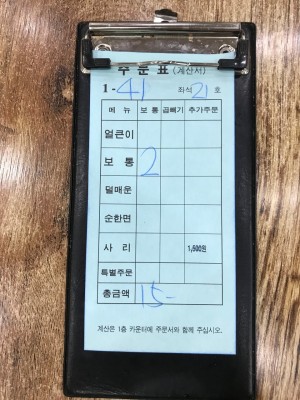 주문표 (계산서)
1-41 좌석 21 호
메뉴 보통 곱빼기 추가주문
얼큰이
보통 2
덜매운
순한면
사리 1,500원
특별주문
총금액 15-
계산은 1층 카운터에 주문서와 함께 주십시오.